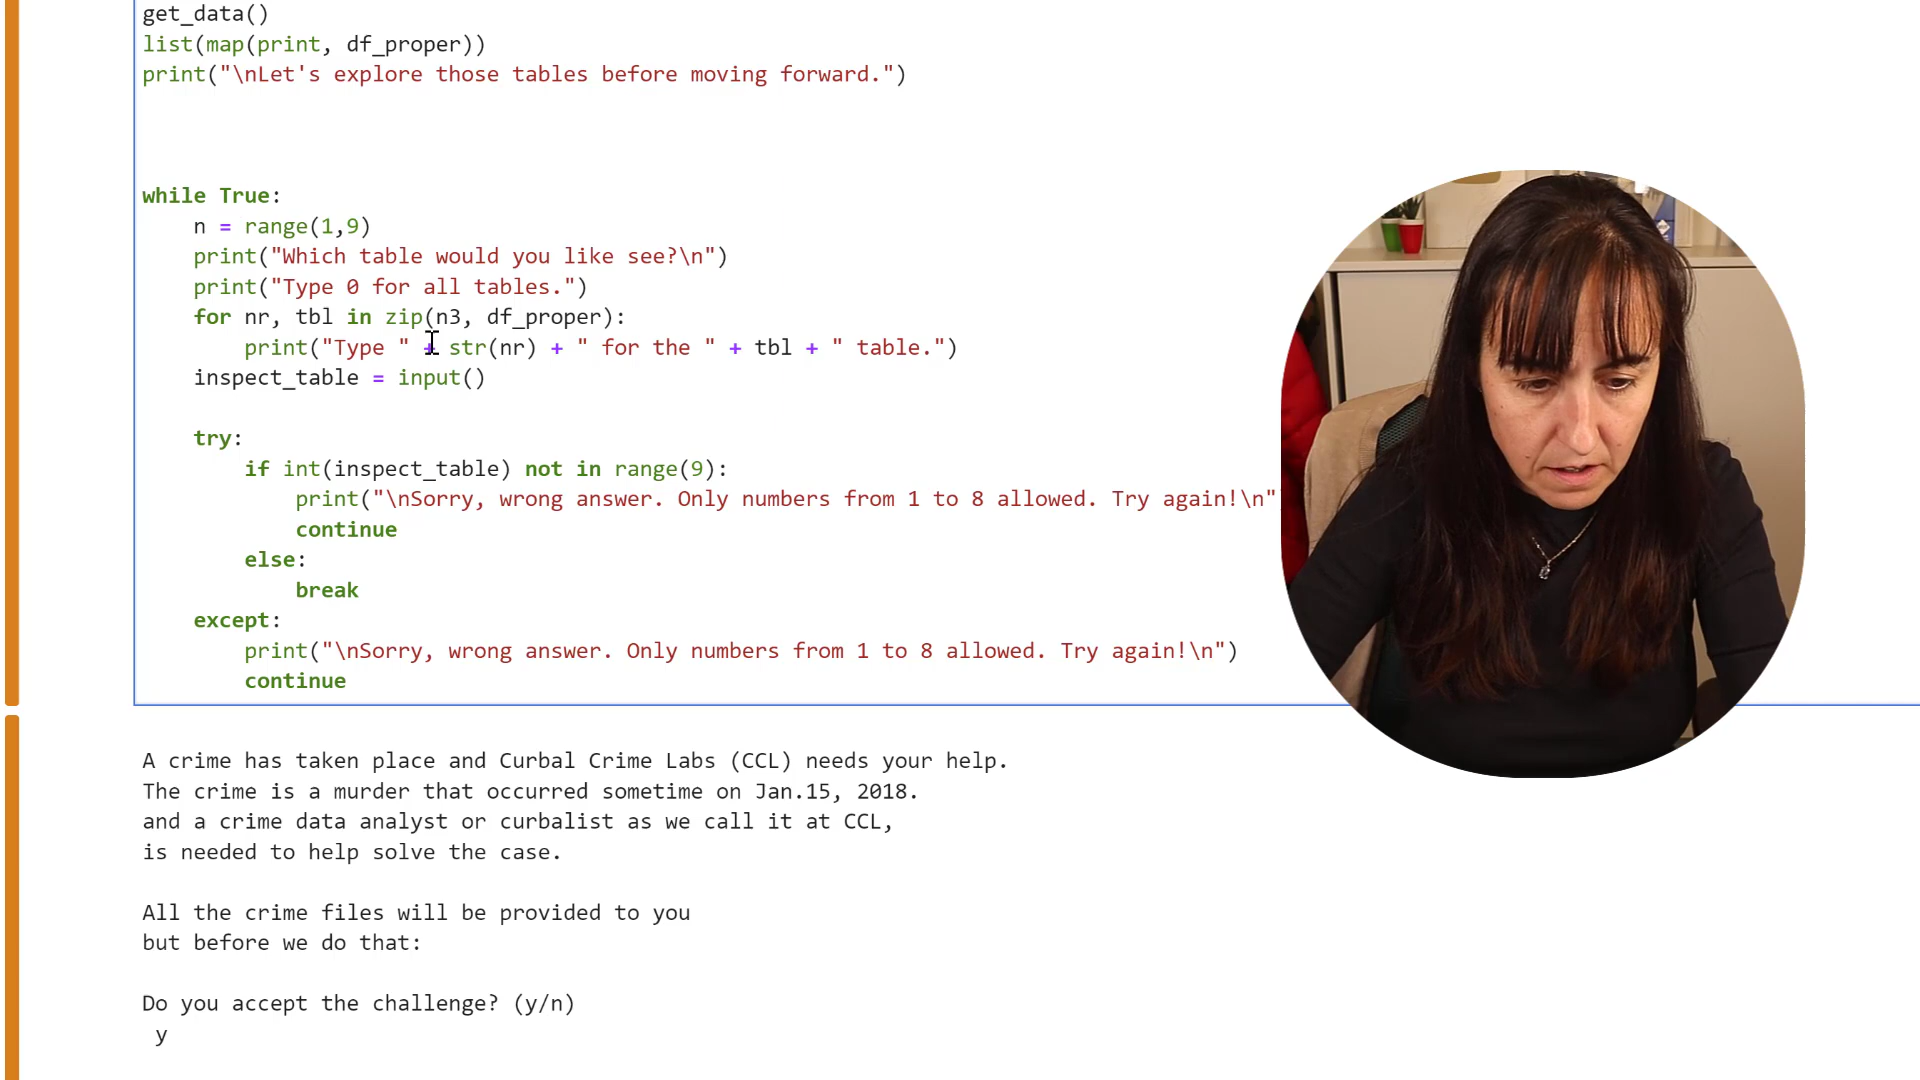 get_data()
list(map(print, df_proper))
print("\nLet's explore those tables before moving forward.")
while True:
n = range(1,9)
print("Which table would you like see?\n")
print("Type 0 for all tables.")
for nr, tbl in zip(n3, df_proper):
print("Type " + str(nr) + " for the " + tbl + " table.")
inspect_table = input()
try:
if int(inspect_table) not in range(9):
print("\nSorry, wrong answer. Only numbers from 1 to 8 allowed. Try again!\n"
continue
else:
break
except:
print("\nSorry, wrong answer. Only numbers from 1 to 8 allowed. Try again!\n")
continue
A crime has taken place and Curbal Crime Labs (CCL) needs your help.
The crime is a murder that occurred sometime on Jan.15, 2018.
and a crime data analyst or curbalist as we call it at CCL,
is needed to help solve the case.
All the crime files will be provided to you
but before we do that:
Do you accept the challenge? (y/n)
y